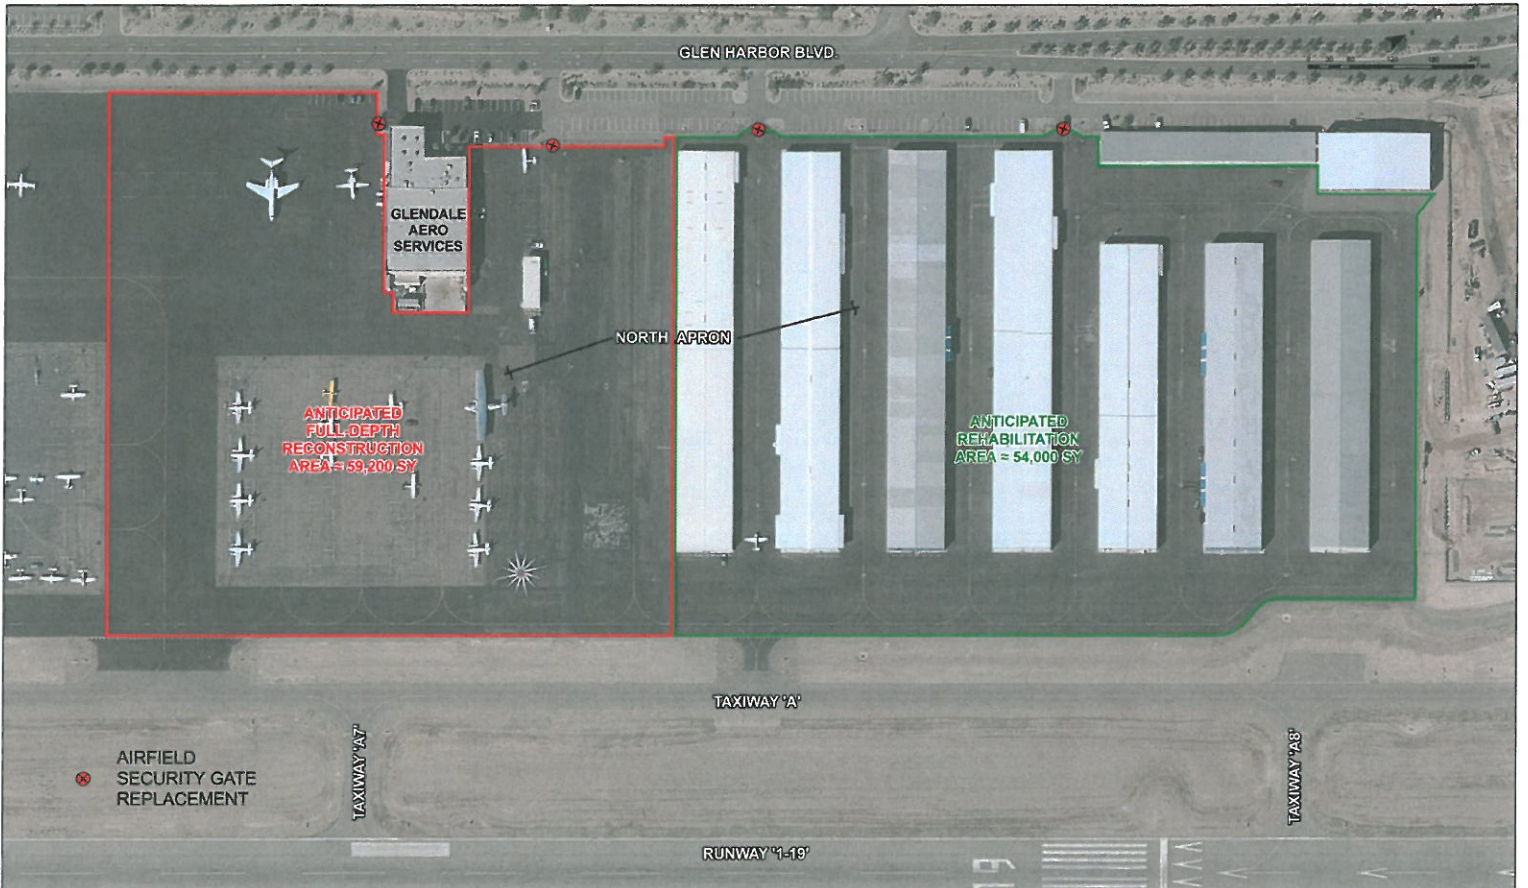 GLEN HARBOR BLVD.
GLENDALE
AERO
SERVICES
NORTH APRON
ANTICIPATED
FULL-DEPTH
RECONSTRUCTION
AREA = 59,200 SY
ANTICIPATED
REHABILITATION
AREA = 54,000 SY
TAXIWAY 'A'
TAXIWAY 'A7'
TAXIWAY 'A8'
AIRFIELD
SECURITY GATE
REPLACEMENT
RUNWAY '1-19'